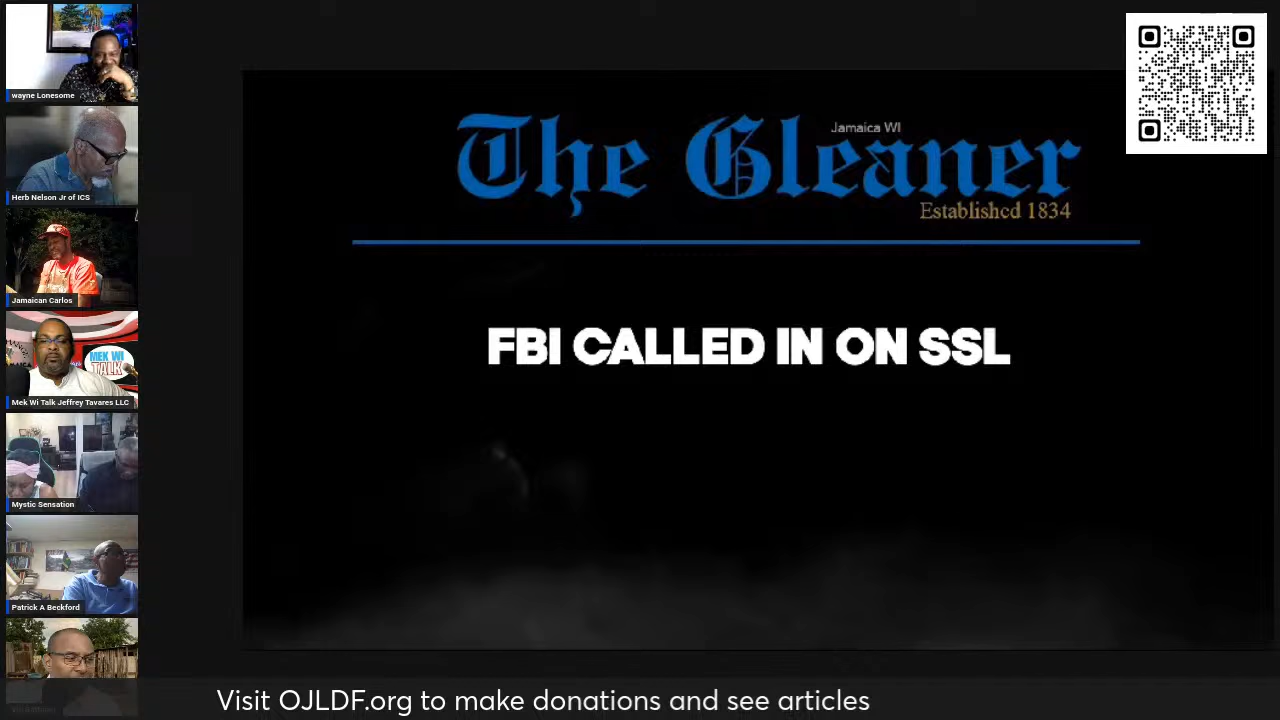 wayne Lonesome
Herb Nelson Jr of ICS
Jamaican Carlos
MEK WI
TALK
Mek Wi Talk Jeffrey Tavares LLC
Mystic Sensation
Patrick A Beckford
Jamaica WI
The Gleaner
Established 1834
FBI CALLED IN ON SSL
Visit OJLDF.org to make donations and see articles